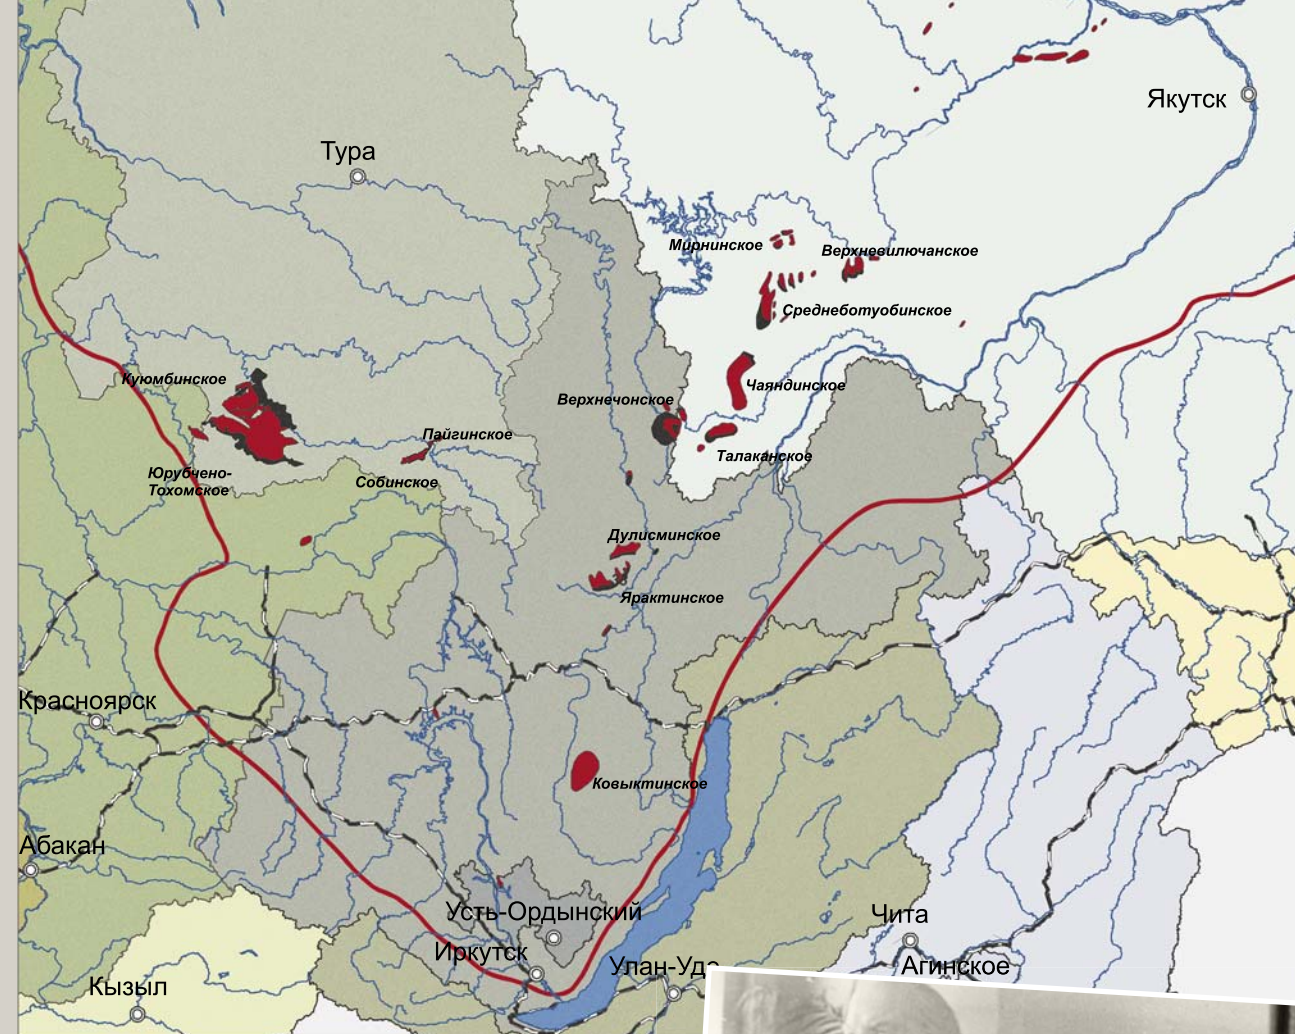 Якутск
Тура
Мирнинское
Верхневилючанское
Среднеботуобинское
Куюмбинское
Чаяндинское
Верхнечонское
Пайгинское
Талаканское
Юрубчено-
Тохомское
Собинское
Дулисминское
Ярактинское
Красноярск
Ковыктинское
Абакан
Усть-Ордынский
Чита
Иркутск
Улан-Удэ
Агинское
Кызыл